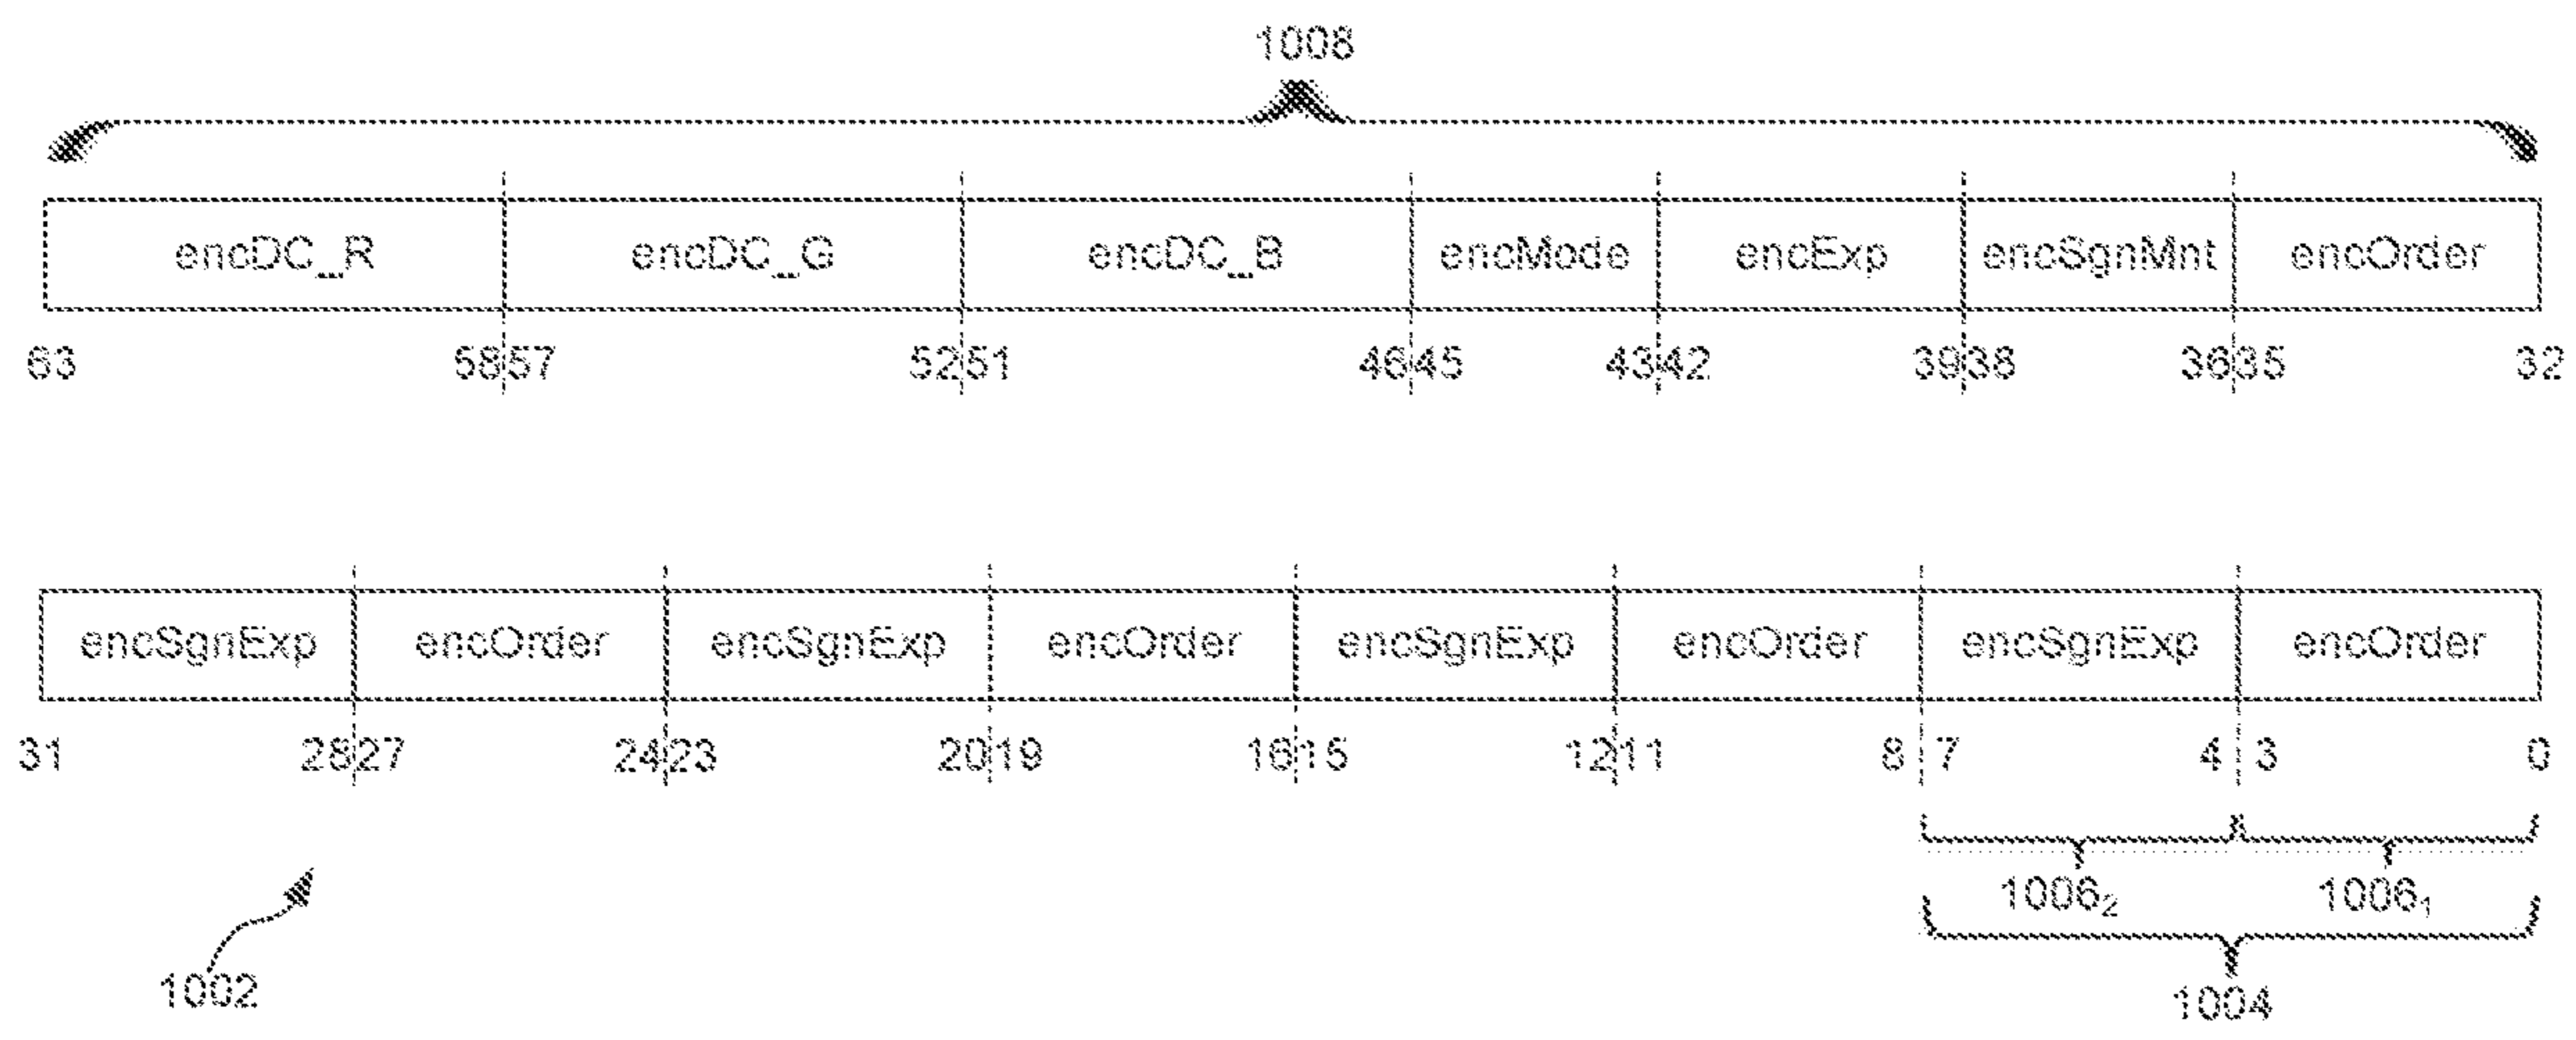 1008
encDC_R encDC_G encDC_B encMode encExp encSgnMnt encOrder
63 58 57 52 51 46 45 43 42 39 38 36 35 32
encSgnExp encOrder encSgnExp encOrder encSgnExp encOrder encSgnExp encOrder
31 28 27 24 23 20 19 16 15 12 11 8 7 4 3 0
1006₂ 1006₁
1002 1004